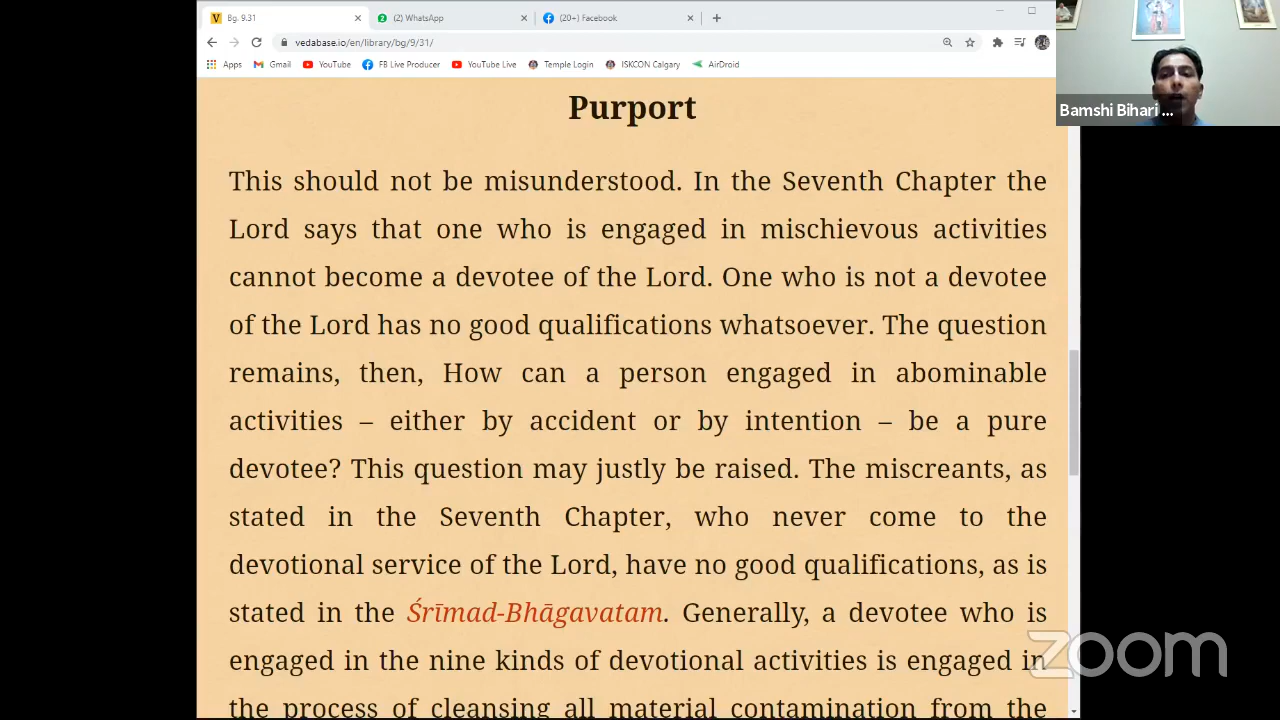 Bg. 9.31
(2) WhatsApp
(20+) Facebook
vedabase.io/en/library/bg/9/31/
Apps Gmail YouTube FB Live Producer YouTube Live Temple Login ISKCON Calgary AirDroid
Bamshi Bihari ...
Purport
This should not be misunderstood. In the Seventh Chapter the
Lord says that one who is engaged in mischievous activities
cannot become a devotee of the Lord. One who is not a devotee
of the Lord has no good qualifications whatsoever. The question
remains, then, How can a person engaged in abominable
activities – either by accident or by intention – be a pure
devotee? This question may justly be raised. The miscreants, as
stated in the Seventh Chapter, who never come to the
devotional service of the Lord, have no good qualifications, as is
stated in the Śrīmad-Bhāgavatam. Generally, a devotee who is
engaged in the nine kinds of devotional activities is engaged in
the process of cleansing all material contamination from the
zoom